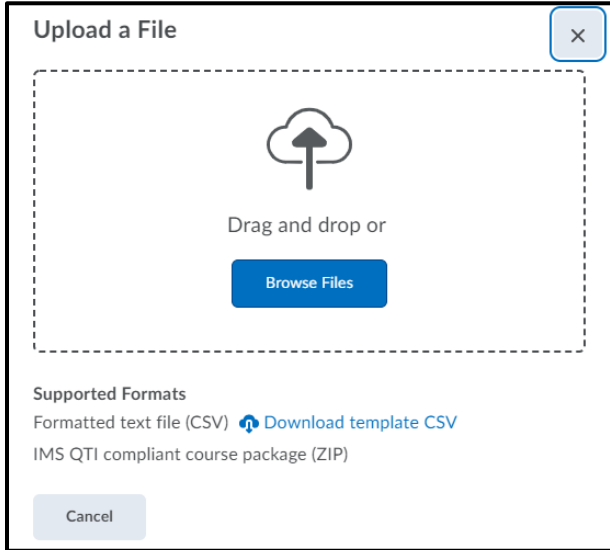 Upload a File
Drag and drop or
Browse Files
Supported Formats
Formatted text file (CSV) Download template CSV
IMS QTI compliant course package (ZIP)
Cancel